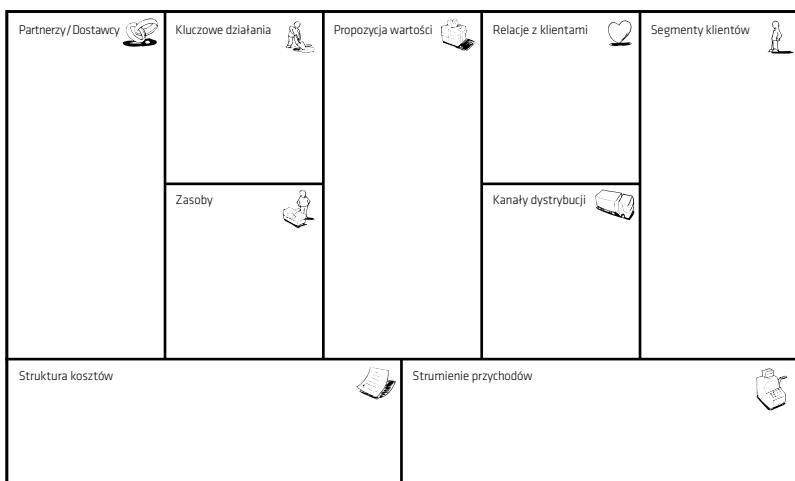 Partnerzy/Dostawcy
Kluczowe działania
Propozycja wartości
Relacje z klientami
Segmenty klientów
Zasoby
Kanały dystrybucji
Struktura kosztów
Strumienie przychodów